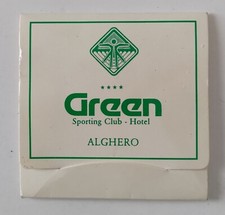 ★★★★
Green
Sporting Club - Hotel
ALGHERO